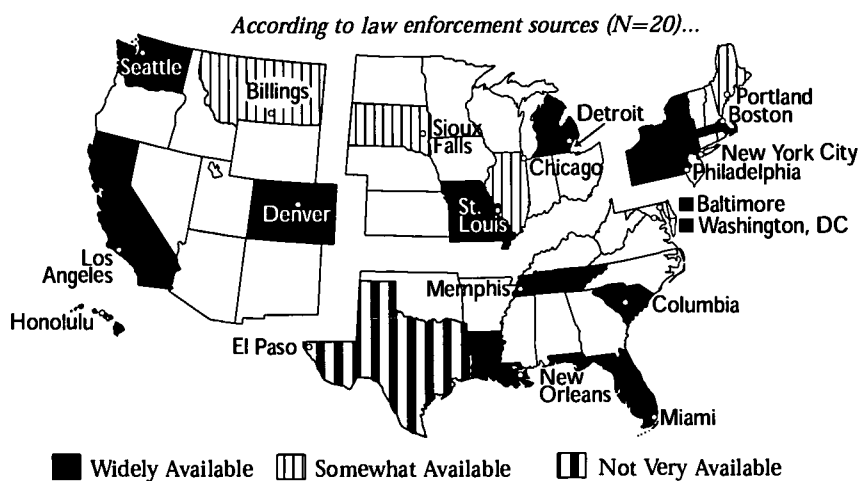 According to law enforcement sources (N=20)...
Seattle
Billings
Sioux
Falls
Detroit
Portland
Boston
Chicago
New York City
Philadelphia
Denver
St.
Louis
Baltimore
Washington, DC
Los
Angeles
Memphis
Columbia
Honolulu
El Paso
New
Orleans
Miami
Widely Available
Somewhat Available
Not Very Available